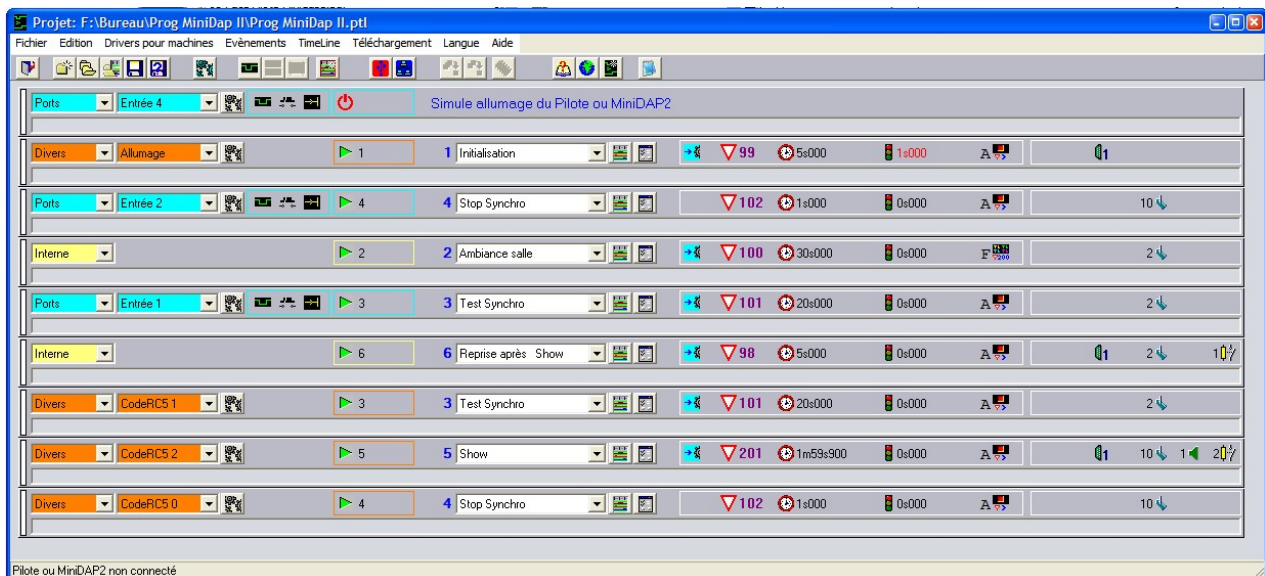 Projet: F:\Bureau\Prog MiniDap II\Prog MiniDap II.ptl
Fichier Edition Drivers pour machines Evènements TimeLine Téléchargement Langue Aide
Ports Entrée 4 Simule allumage du Pilote ou MiniDAP2
Divers Allumage 1 1 Initialisation 99 5s000 1s000 A 1
Ports Entrée 2 4 4 Stop Synchro 102 1s000 0s000 A 10
Interne 2 2 Ambiance salle 100 30s000 0s000 F 200 2
Ports Entrée 1 3 3 Test Synchro 101 20s000 0s000 A 2
Interne 6 6 Reprise après Show 98 5s000 0s000 A 1 2 1
Divers CodeRC5 1 3 3 Test Synchro 101 20s000 0s000 A 2
Divers CodeRC5 2 5 5 Show 201 1m59s900 0s000 A 1 10 1 2
Divers CodeRC5 0 4 4 Stop Synchro 102 1s000 0s000 A 10
Pilote ou MiniDAP2 non connecté